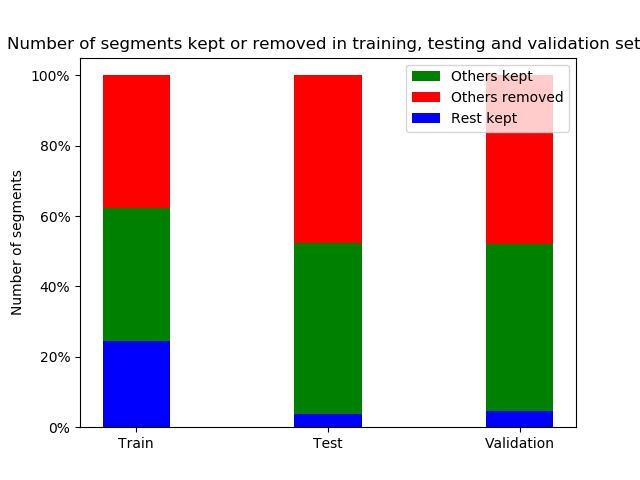 Number of segments kept or removed in training, testing and validation set
Others kept
Others removed
Rest kept
Number of segments
100%
80%
60%
40%
20%
0%
Train
Test
Validation